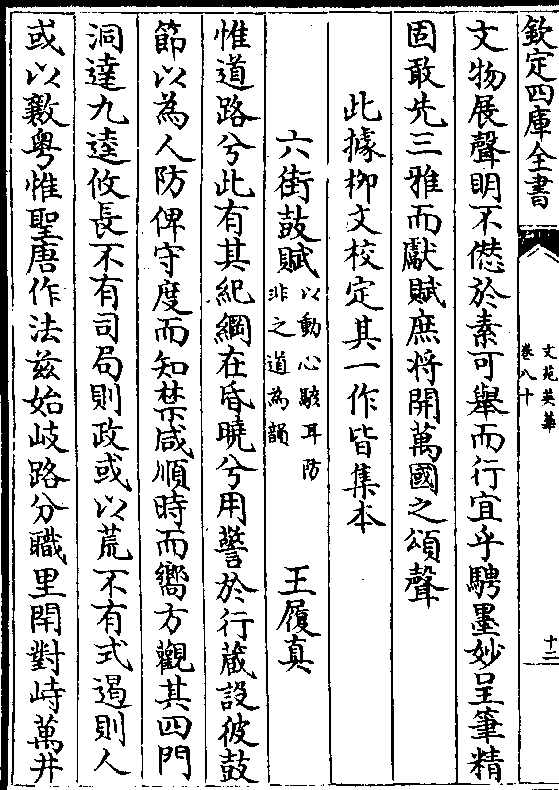 欽定四庫全書
文苑英華
卷八十
十二
文物展聲明不愆於素可舉而行宜乎騁墨妙呈筆精
固敢先三雅而獻賦庶将開萬國之頌聲
此據柳文校定其一作皆集本
六街鼓賦以動心駭耳防非之道為韻 王履真
惟道路兮此有其紀綱在昏曉兮用警於行蔵設彼鼓
節以為人防俾守度而知禁咸順時而嚮方觀其四門
洞達九逵攸長不有司局則政或以荒不有式遏則人
或以斁粤惟聖唐作法兹始岐路分職里閈對峙萬井